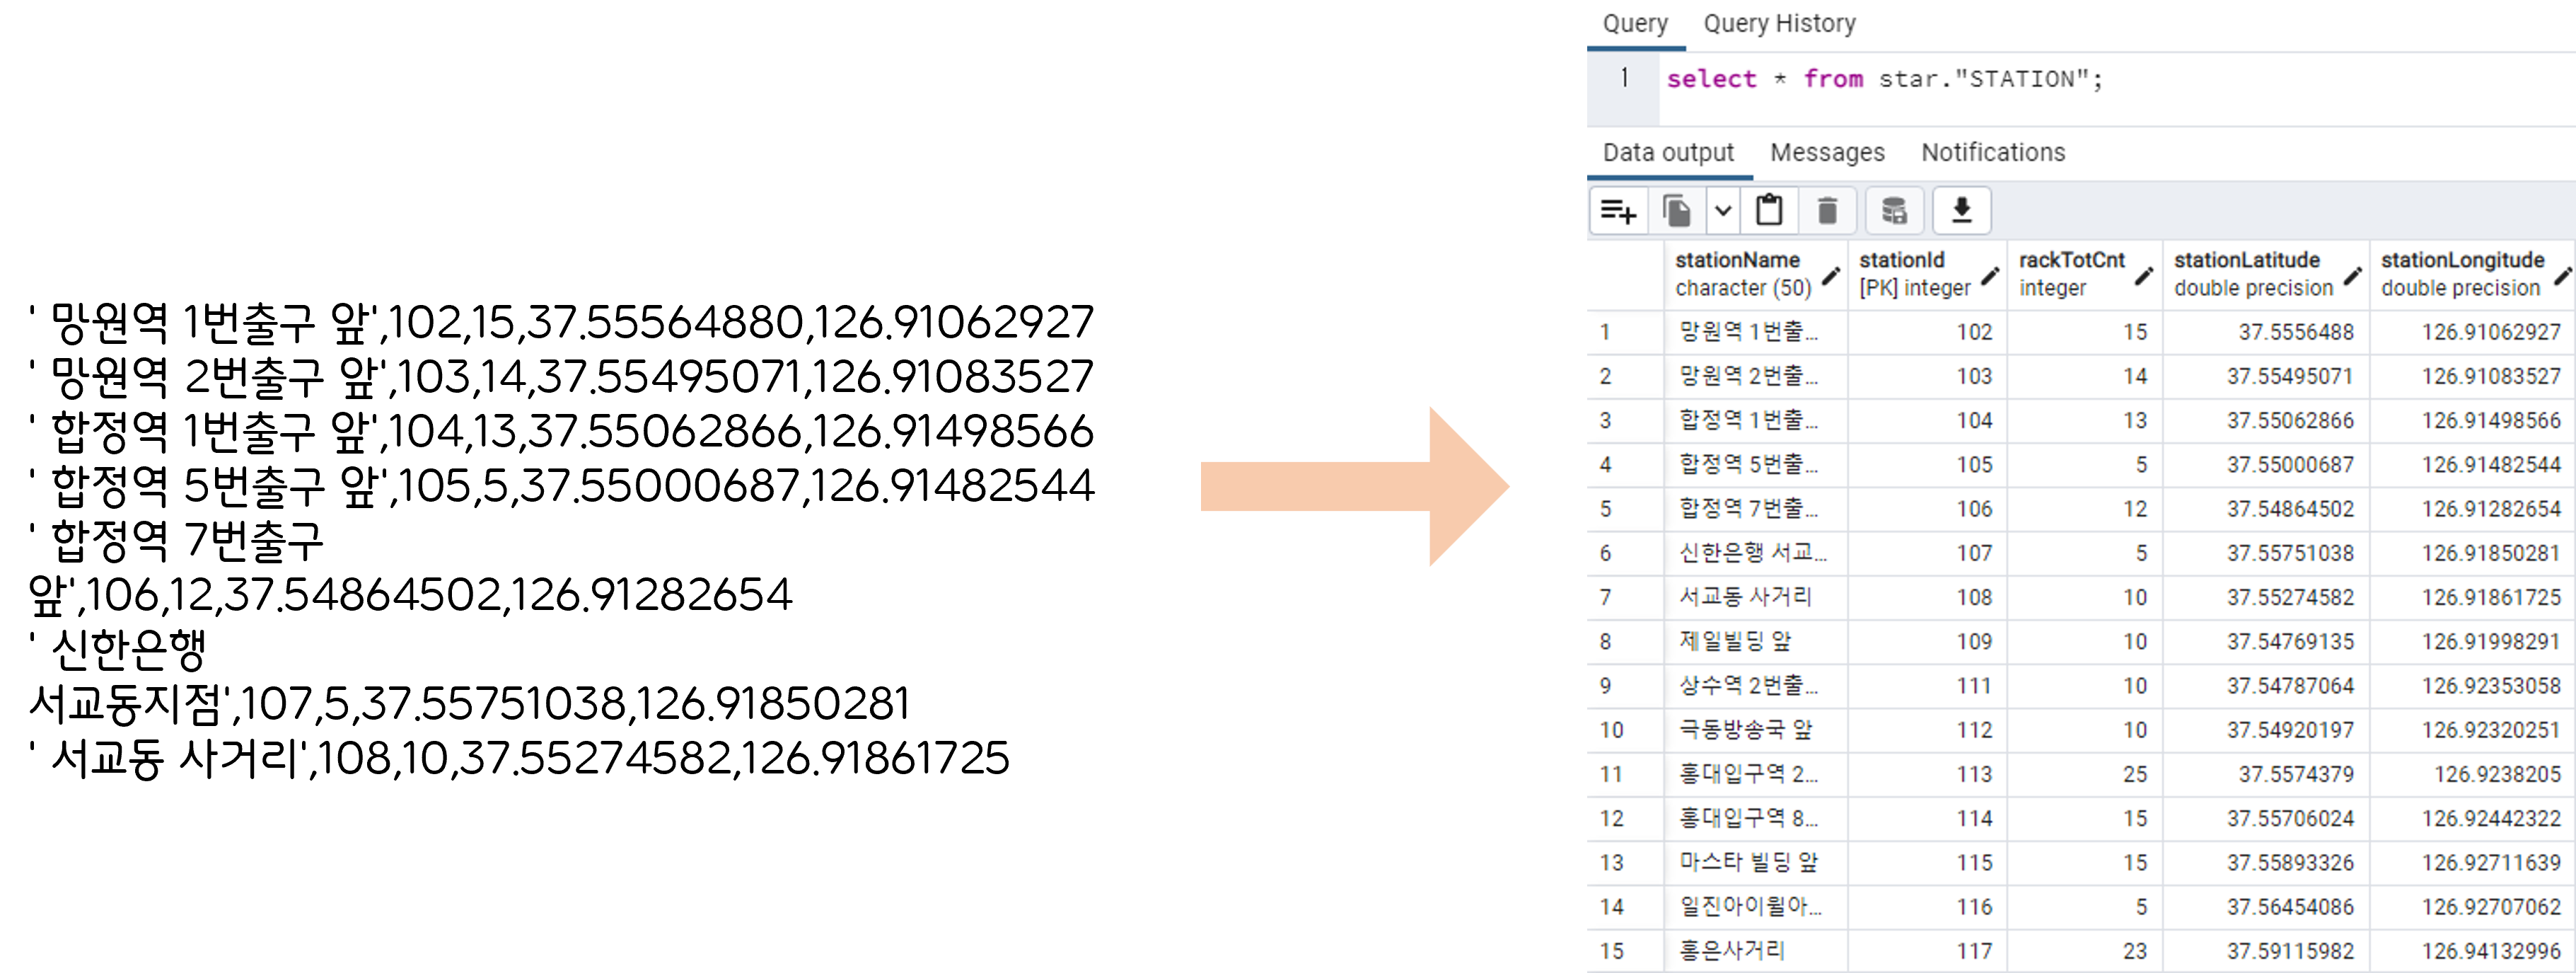 ' 망원역 1번출구 앞',102,15,37.55564880,126.91062927
' 망원역 2번출구 앞',103,14,37.55495071,126.91083527
' 합정역 1번출구 앞',104,13,37.55062866,126.91498566
' 합정역 5번출구 앞',105,5,37.55000687,126.91482544
' 합정역 7번출구
앞',106,12,37.54864502,126.91282654
' 신한은행
서교동지점',107,5,37.55751038,126.91850281
' 서교동 사거리',108,10,37.55274582,126.91861725
Query Query History
1 select * from star."STATION";
Data output Messages Notifications
stationName stationId rackTotCnt stationLatitude stationLongitude
character (50) [PK] integer integer double precision double precision
1 망원역 1번출... 102 15 37.5556488 126.91062927
2 망원역 2번출... 103 14 37.55495071 126.91083527
3 합정역 1번출... 104 13 37.55062866 126.91498566
4 합정역 5번출... 105 5 37.55000687 126.91482544
5 합정역 7번출... 106 12 37.54864502 126.91282654
6 신한은행 서교... 107 5 37.55751038 126.91850281
7 서교동 사거리 108 10 37.55274582 126.91861725
8 제일빌딩 앞 109 10 37.54769135 126.91998291
9 상수역 2번출... 111 10 37.54787064 126.92353058
10 극동방송국 앞 112 10 37.54920197 126.92320251
11 홍대입구역 2... 113 25 37.5574379 126.9238205
12 홍대입구역 8... 114 15 37.55706024 126.92442322
13 마스타 빌딩 앞 115 15 37.55893326 126.92711639
14 일진아이윌아... 116 5 37.56454086 126.92707062
15 홍은사거리 117 23 37.59115982 126.94132996